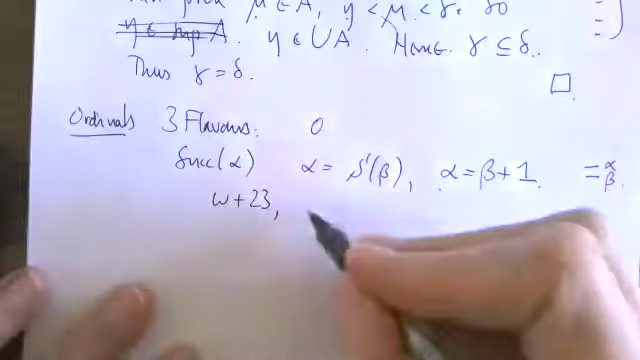 μ ∈ A, η < μ < γ. So
η ∈ ∪A. Hence γ ⊆ δ.
Thus γ = δ.
□
Ordinals 3 Flavours: 0
Succ(α) α = S(β), α = β + 1. = α β
ω + 23,